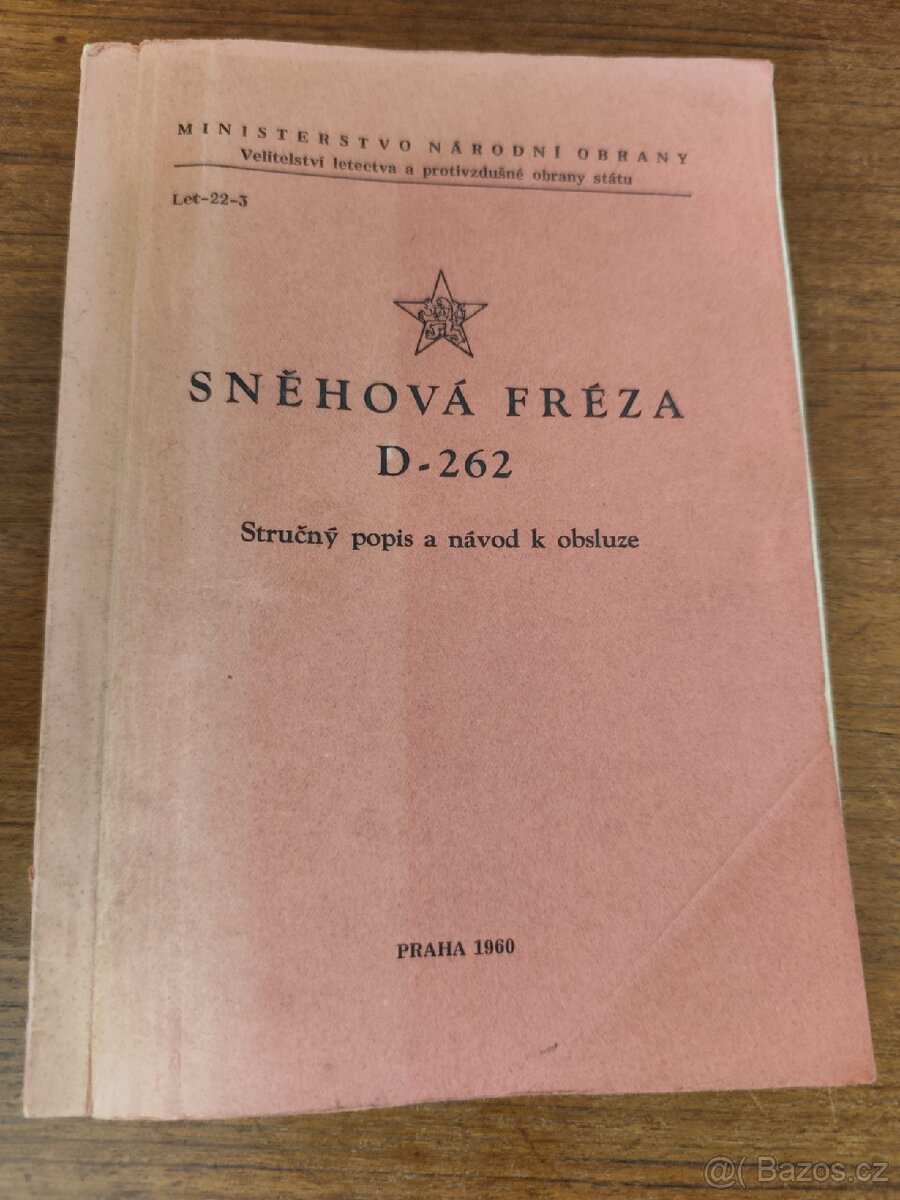 MINISTERSTVO NÁRODNÍ OBRANY
Velitelství letectva a protivzdušné obrany státu
Let-22-3
SNĚHOVÁ FRÉZA
D-262
Stručný popis a návod k obsluze
PRAHA 1960
@( Bazos.cz